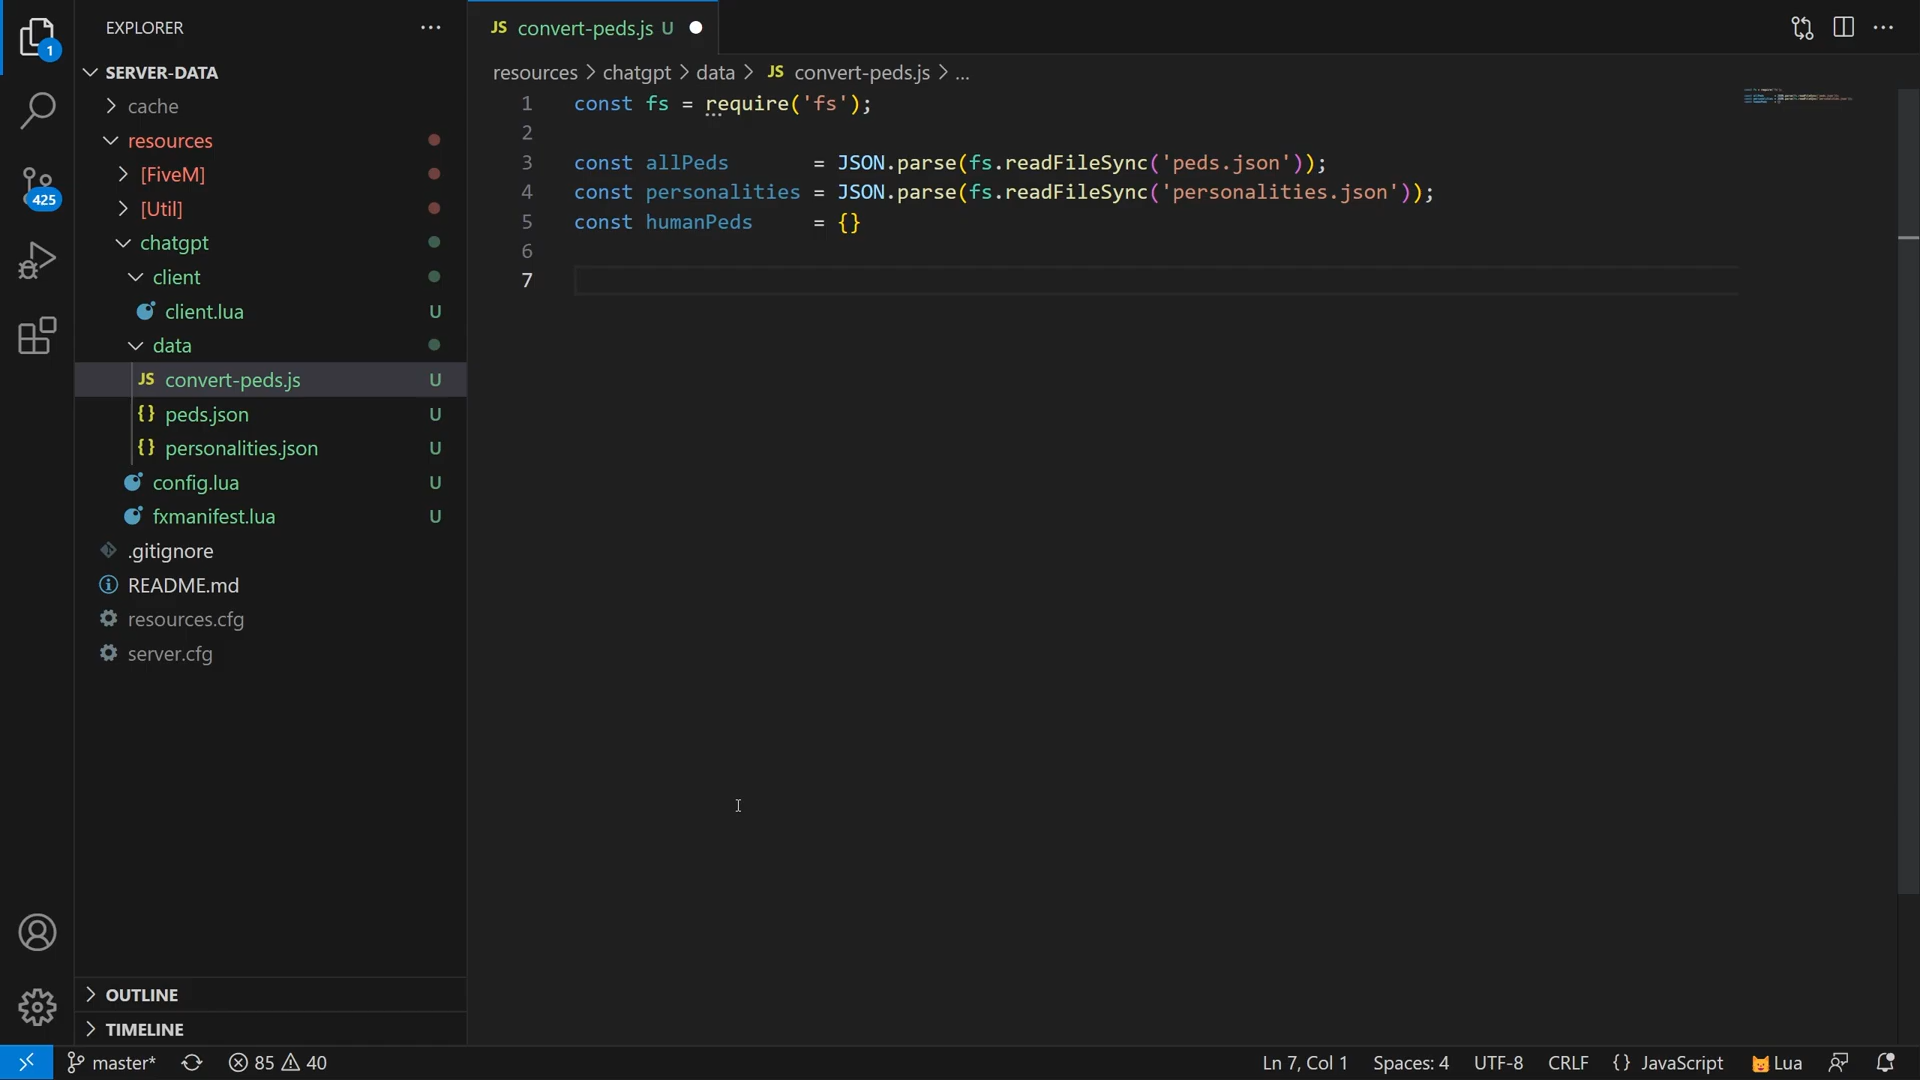 1
425
EXPLORER
SERVER-DATA
cache
resources
[FiveM]
[Util]
chatgpt
client
client.lua U
data
JS convert-peds.js U
{} peds.json U
{} personalities.json U
config.lua U
fxmanifest.lua U
.gitignore
README.md
resources.cfg
server.cfg
OUTLINE
TIMELINE
JS convert-peds.js U
resources > chatgpt > data > JS convert-peds.js > ...
1 const fs = require('fs');
2
3 const allPeds = JSON.parse(fs.readFileSync('peds.json'));
4 const personalities = JSON.parse(fs.readFileSync('personalities.json'));
5 const humanPeds = {}
6
7
master* 85 40 Ln 7, Col 1 Spaces: 4 UTF-8 CRLF {} JavaScript Lua